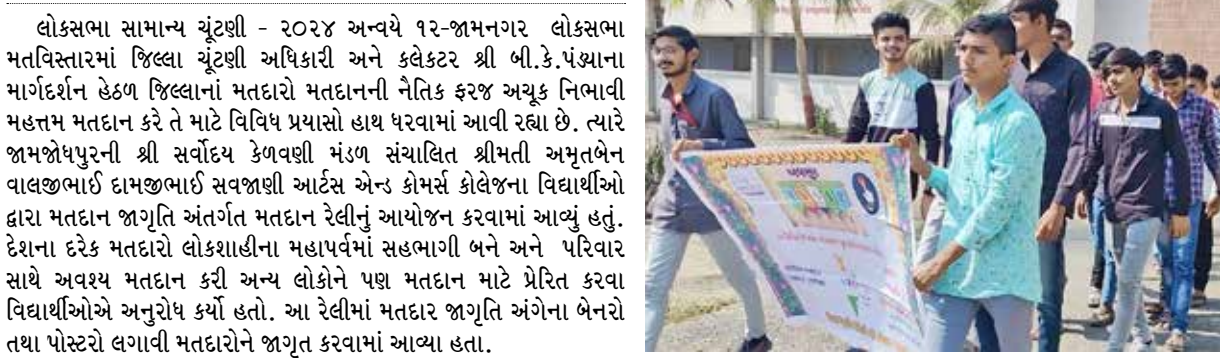 લોકસભા સામાન્ય ચૂંટણી - ૨૦૨૪ અન્વયે ૧૨-જામનગર લોકસભા
મતવિસ્તારમાં જિલ્લા ચૂંટણી અધિકારી અને કલેકટર શ્રી બી.કે.પંડ્યાના
માર્ગદર્શન હેઠળ જિલ્લાનાં મતદારો મતદાનની નૈતિક ફરજ અચૂક નિભાવી
મહત્તમ મતદાન કરે તે માટે વિવિધ પ્રયાસો હાથ ધરવામાં આવી રહ્યા છે. ત્યારે
જામજોધપુરની શ્રી સર્વોદય કેળવણી મંડળ સંચાલિત શ્રીમતી અમૃતબેન
વાલજીભાઈ દામજીભાઈ સવજાણી આર્ટસ એન્ડ કોમર્સ કોલેજના વિદ્યાર્થીઓ
દ્વારા મતદાન જાગૃતિ અંતર્ગત મતદાન રેલીનું આયોજન કરવામાં આવ્યું હતું.
દેશના દરેક મતદારો લોકશાહીના મહાપર્વમાં સહભાગી બને અને પરિવાર
સાથે અવશ્ય મતદાન કરી અન્ય લોકોને પણ મતદાન માટે પ્રેરિત કરવા
વિદ્યાર્થીઓએ અનુરોધ કર્યો હતો. આ રેલીમાં મતદાર જાગૃતિ અંગેના બેનરો
તથા પોસ્ટરો લગાવી મતદારોને જાગૃત કરવામાં આવ્યા હતા.